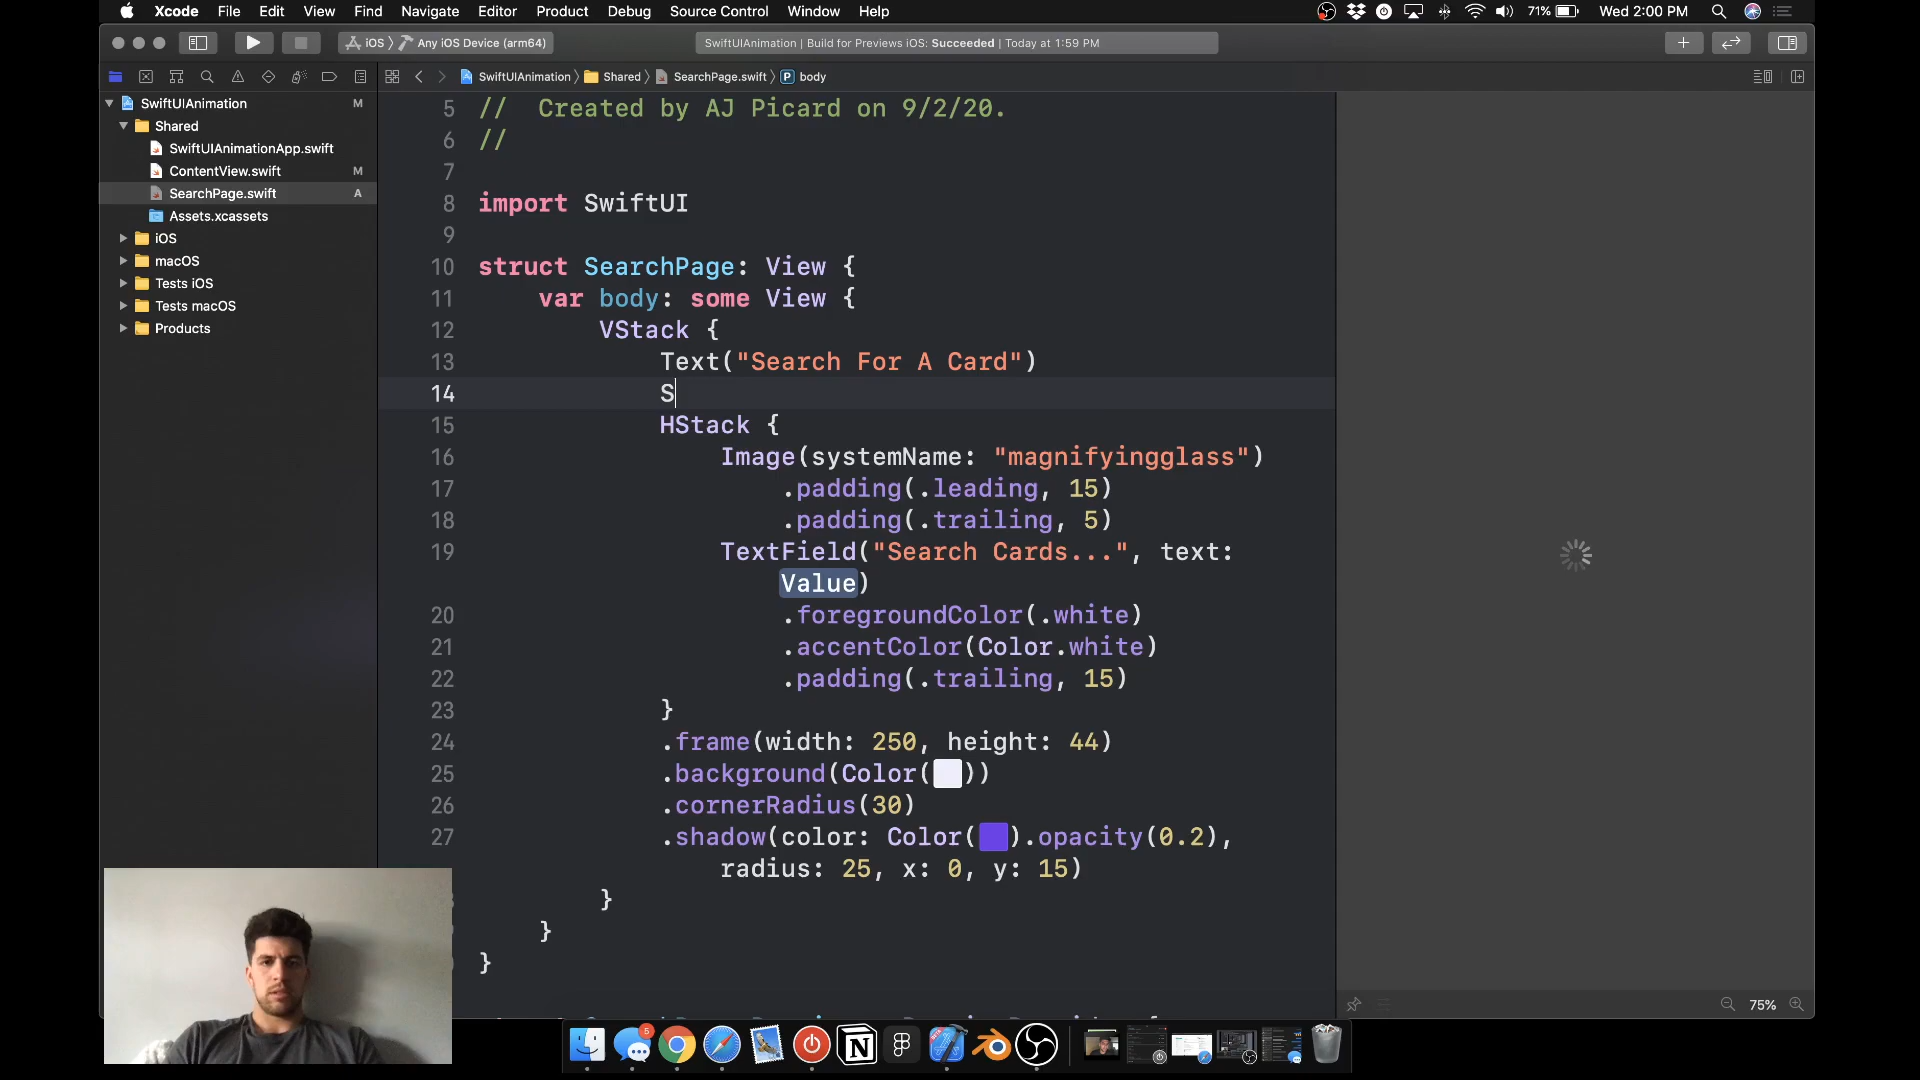 Xcode File Edit View Find Navigate Editor Product Debug Source Control Window Help 71% Wed 2:00 PM
iOS Any iOS Device (arm64) SwiftUIAnimation | Build for Previews iOS: Succeeded | Today at 1:59 PM
SwiftUIAnimation Shared SearchPage.swift P body
SwiftUIAnimation M
Shared
SwiftUIAnimationApp.swift
ContentView.swift M
SearchPage.swift A
Assets.xcassets
iOS
macOS
Tests iOS
Tests macOS
Products
5 // Created by AJ Picard on 9/2/20.
6 //
7
8 import SwiftUI
9
10 struct SearchPage: View {
11 var body: some View {
12 VStack {
13 Text("Search For A Card")
14 S
15 HStack {
16 Image(systemName: "magnifyingglass")
17 .padding(.leading, 15)
18 .padding(.trailing, 5)
19 TextField("Search Cards...", text:
Value)
20 .foregroundColor(.white)
21 .accentColor(Color.white)
22 .padding(.trailing, 15)
23 }
24 .frame(width: 250, height: 44)
25 .background(Color( ))
26 .cornerRadius(30)
27 .shadow(color: Color( ).opacity(0.2),
radius: 25, x: 0, y: 15)
}
}
}
75%
5
N